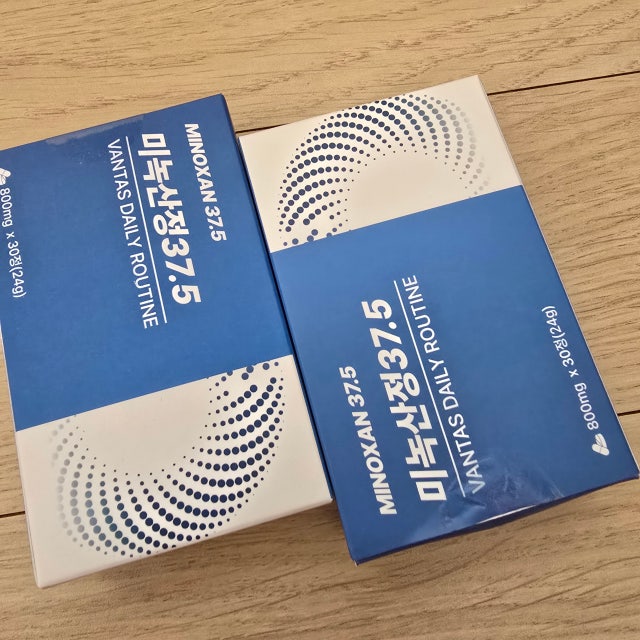 MINOXAN 37.5
미녹산정37.5
VANTAS DAILY ROUTINE
800mg x 30정(24g)
MINOXAN 37.5
미녹산정37.5
VANTAS DAILY ROUTINE
800mg x 30정(24g)